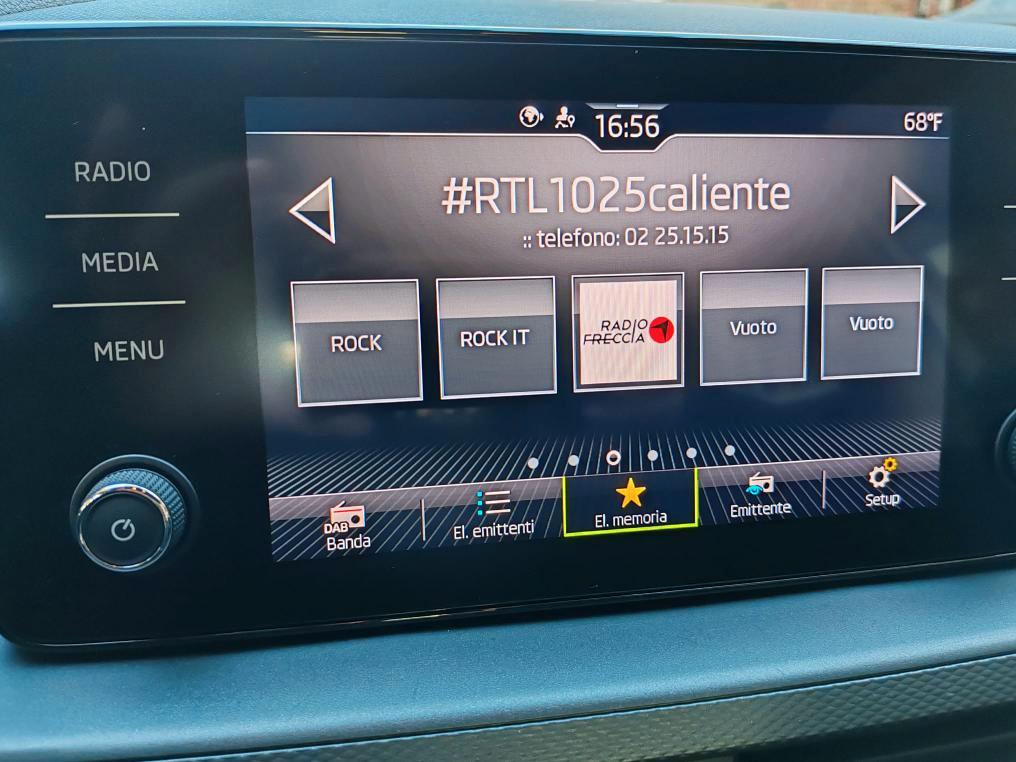 16:56
68°F
RADIO
MEDIA
MENU
#RTL1025caliente
:: telefono: 02 25.15.15
ROCK
ROCK IT
RADIO
FRECCIA
Vuoto
Vuoto
DAB
Banda
El. emittenti
El. memoria
Emittente
Setup